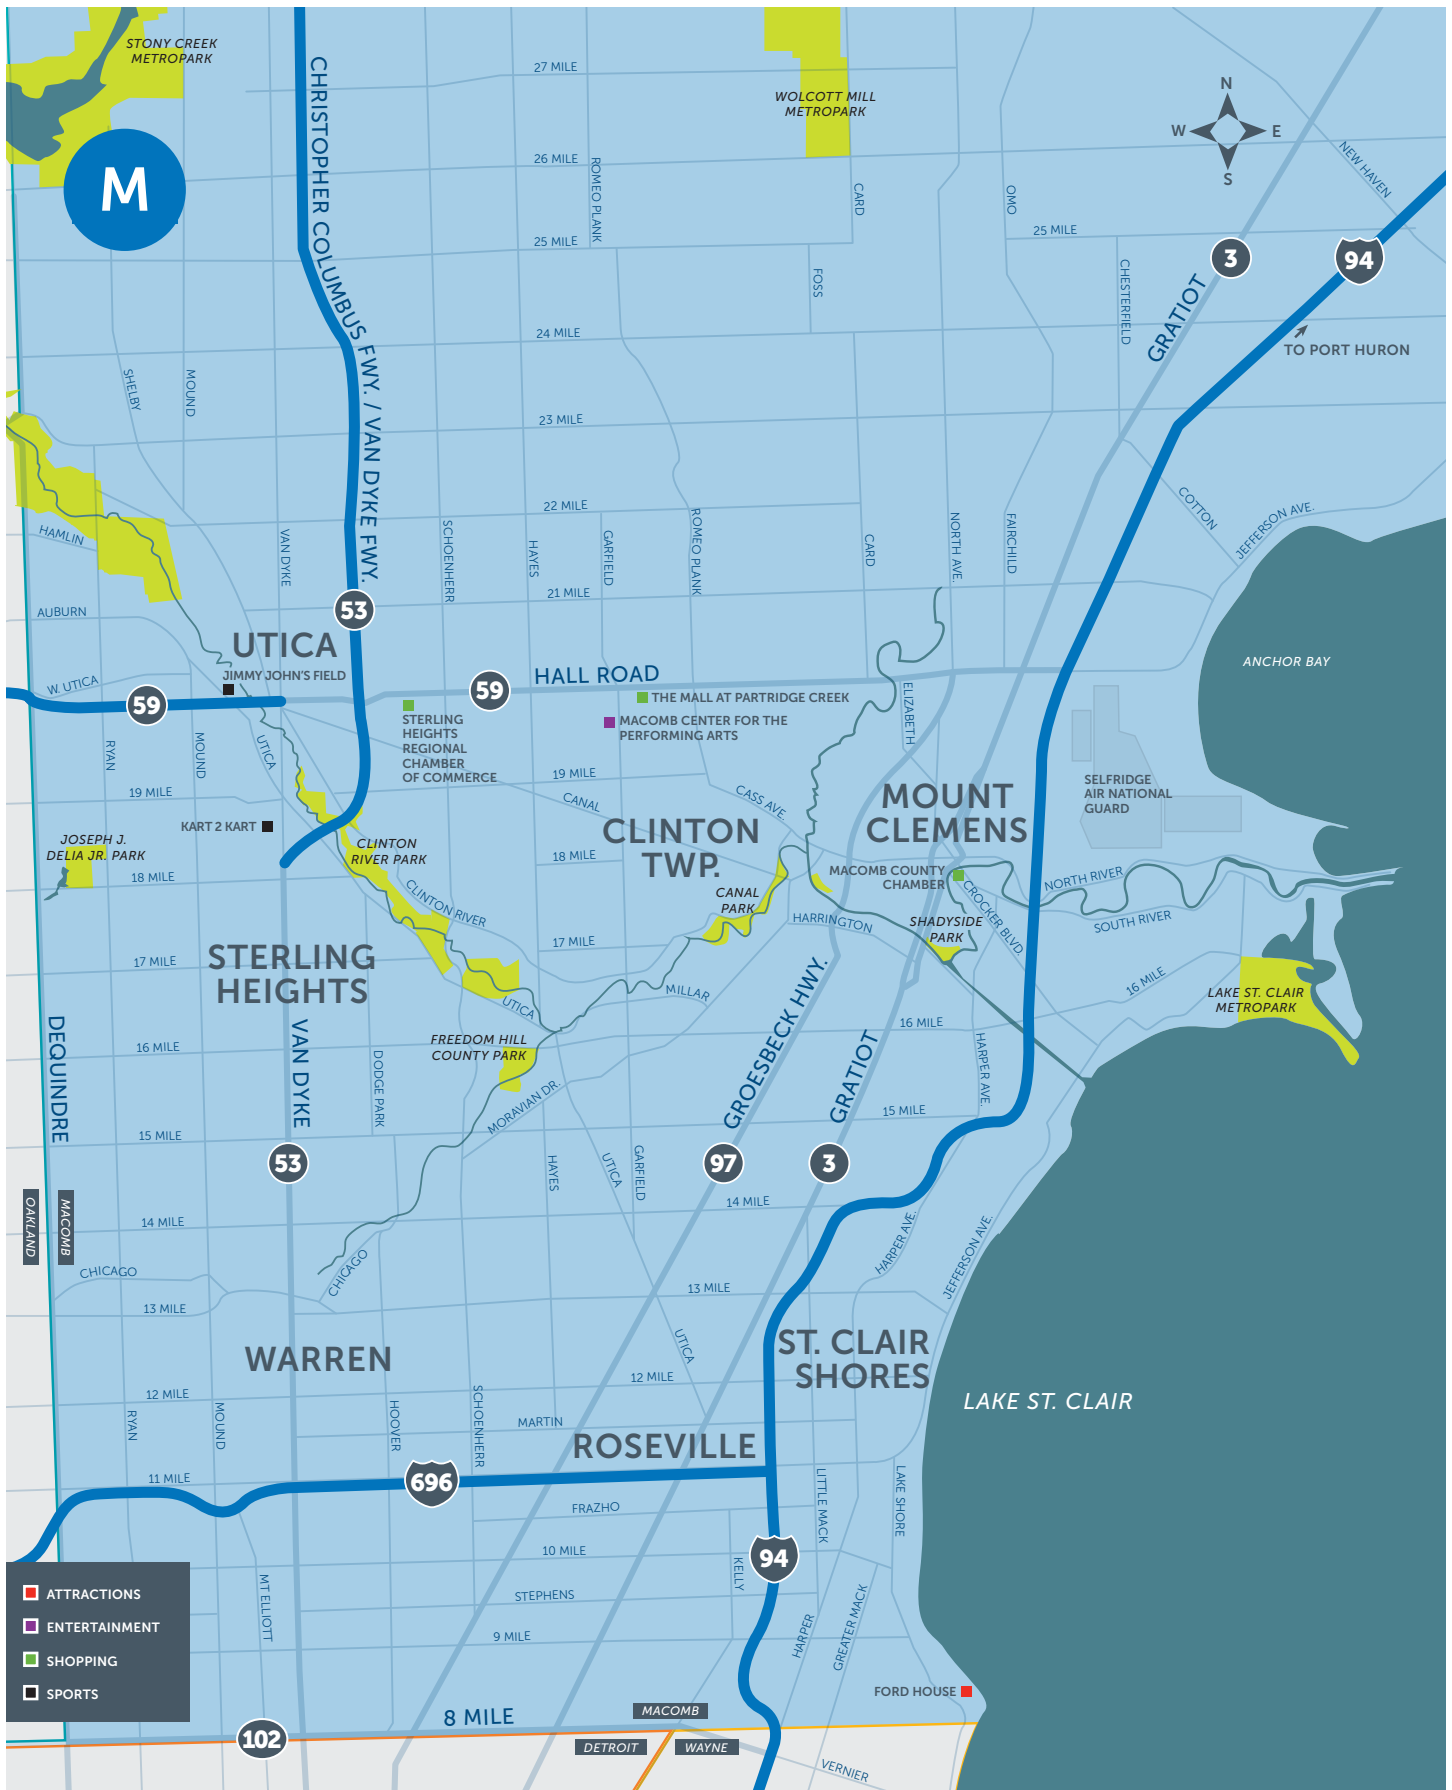 STONY CREEK
METROPARK
M
CHRISTOPHER COLUMBUS FWY. / VAN DYKE FWY.
27 MILE
WOLCOTT MILL
METROPARK
N
W
E
S
NEW HAVEN
26 MILE
ROMEO PLANK
CARD
OMO
25 MILE
25 MILE
3
94
FOSS
CHESTERFIELD
GRATIOT
24 MILE
TO PORT HURON
SHELBY
MOUND
23 MILE
22 MILE
COTTON
JEFFERSON AVE.
HAMLIN
VAN DYKE
SCHOENHERR
HAYES
GARFIELD
ROMEO PLANK
CARD
NORTH AVE.
FAIRCHILD
21 MILE
AUBURN
53
UTICA
JIMMY JOHN'S FIELD
HALL ROAD
ANCHOR BAY
W. UTICA
59
59
THE MALL AT PARTRIDGE CREEK
ELIZABETH
STERLING
HEIGHTS
REGIONAL
CHAMBER
OF COMMERCE
MACOMB CENTER FOR THE
PERFORMING ARTS
RYAN
MOUND
UTICA
19 MILE
19 MILE
CANAL
CASS AVE.
MOUNT
CLEMENS
SELFRIDGE
AIR NATIONAL
GUARD
KART 2 KART
JOSEPH J.
DELIA JR. PARK
CLINTON
RIVER PARK
CLINTON
TWP.
18 MILE
18 MILE
MACOMB COUNTY
CHAMBER
NORTH RIVER
CLINTON RIVER
CANAL
PARK
CROCKER BLVD.
SOUTH RIVER
HARRINGTON
SHADYSIDE
PARK
17 MILE
17 MILE
STERLING
HEIGHTS
16 MILE
LAKE ST. CLAIR
METROPARK
MILLAR
UTICA
GROESBECK HWY.
DEQUINDRE
VAN DYKE
FREEDOM HILL
COUNTY PARK
16 MILE
16 MILE
DODGE PARK
GRATIOT
HARPER AVE.
MORAVIAN DR.
15 MILE
15 MILE
53
97
3
HAYES
UTICA
GARFIELD
OAKLAND
MACOMB
14 MILE
14 MILE
HARPER AVE.
JEFFERSON AVE.
CHICAGO
CHICAGO
13 MILE
13 MILE
WARREN
UTICA
ST. CLAIR
SHORES
12 MILE
12 MILE
LAKE ST. CLAIR
RYAN
MOUND
HOOVER
SCHOENHERR
MARTIN
ROSEVILLE
11 MILE
696
LITTLE MACK
LAKE SHORE
FRAZHO
10 MILE
94
KELLY
MT ELLIOTT
STEPHENS
HARPER
GREATER MACK
9 MILE
ATTRACTIONS
ENTERTAINMENT
SHOPPING
SPORTS
FORD HOUSE
8 MILE
MACOMB
102
DETROIT
WAYNE
VERNIER